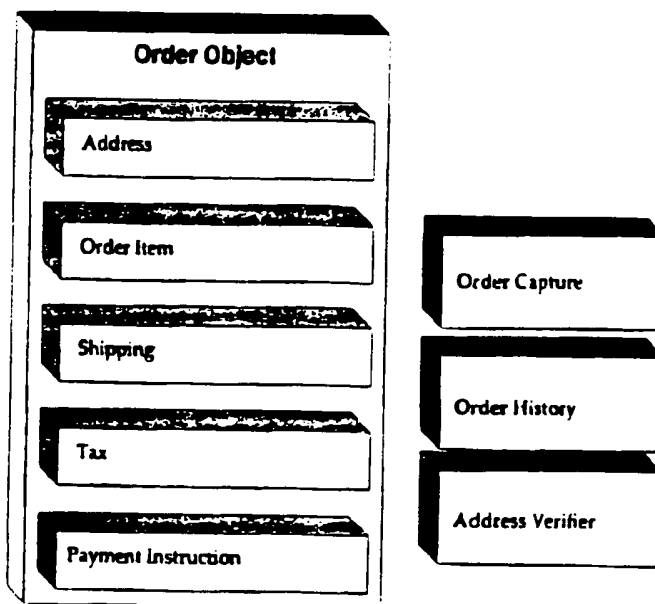 Order Object
Address
Order Item
Shipping
Tax
Payment Instruction
Order Capture
Order History
Address Verifier